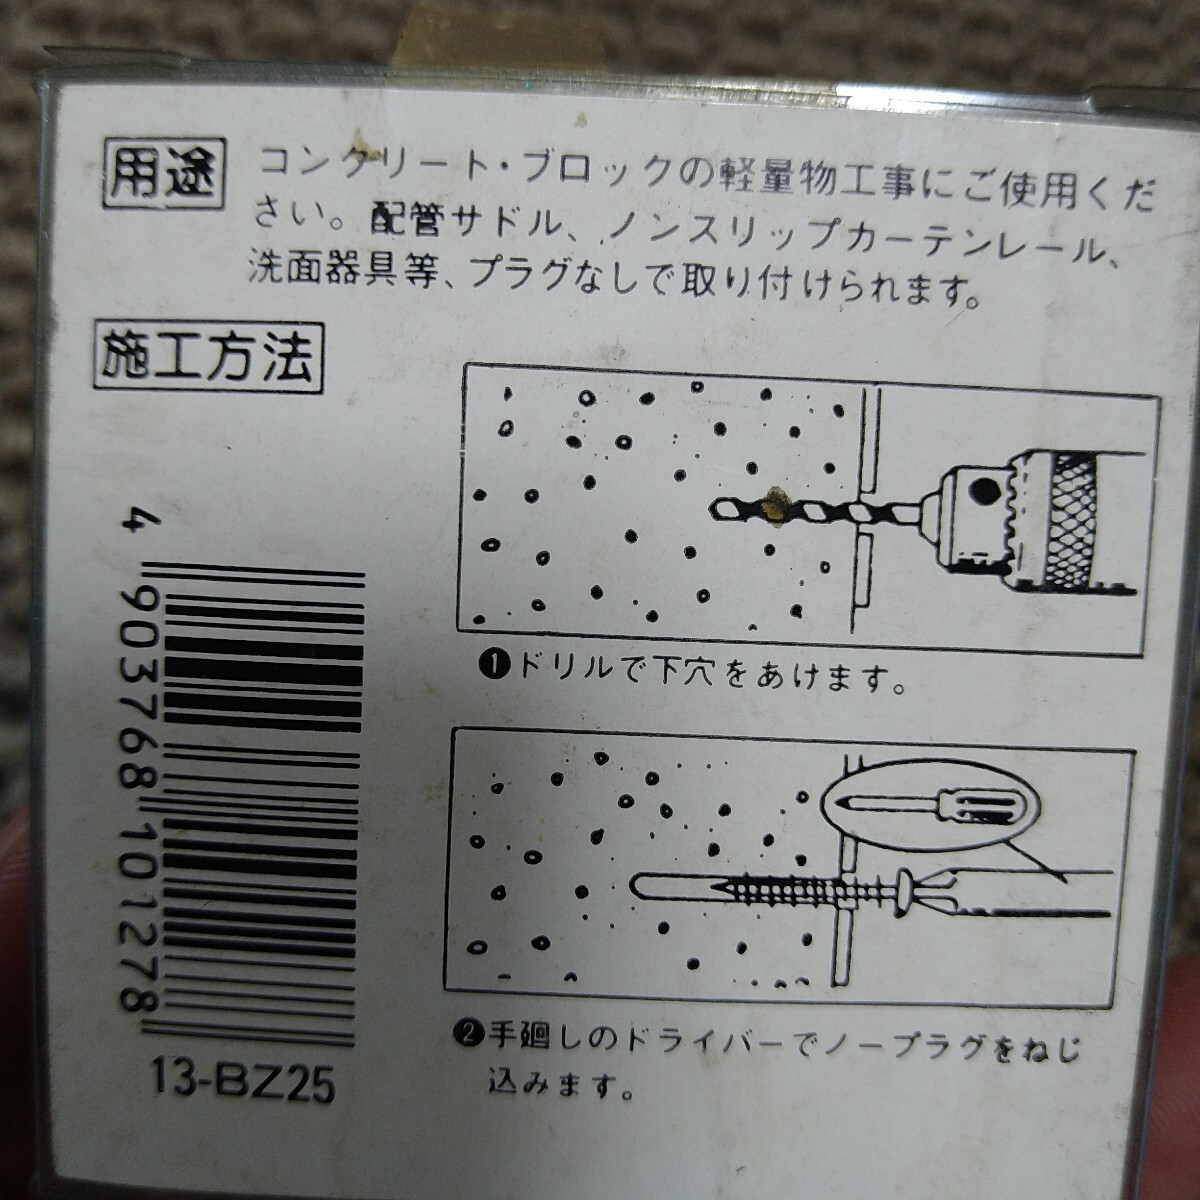 用途
コンクリート・ブロックの軽量物工事にご使用くだ
さい。配管サドル、ノンスリップカーテンレール、
洗面器具等、プラグなしで取り付けられます。
施工方法
❶ドリルで下穴をあけます。
❷手廻しのドライバーでノープラグをねじ
込みます。
4 903768 101278
13-BZ25